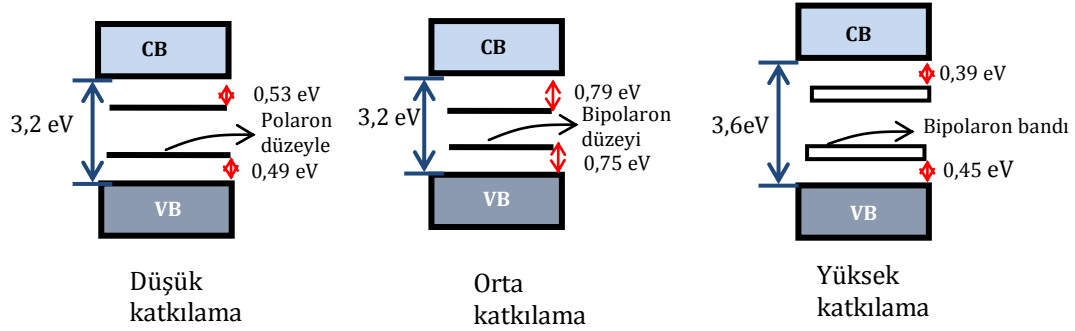 CB
0,53 eV
3,2 eV
Polaron
düzeyle
0,49 eV
VB
Düşük
katkılama
CB
0,79 eV
3,2 eV
Bipolaron
düzeyi
0,75 eV
VB
Orta
katkılama
CB
0,39 eV
3,6eV
Bipolaron bandı
0,45 eV
VB
Yüksek
katkılama